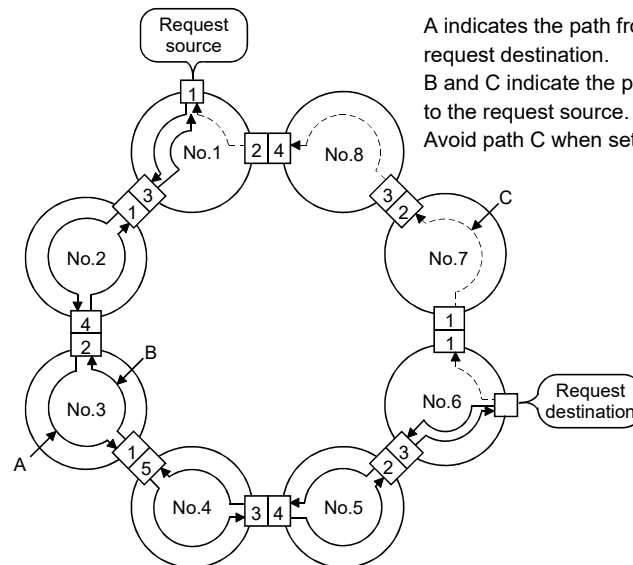 Request
source
A indicates the path fro
request destination.
B and C indicate the p
to the request source.
Avoid path C when set
1
No.1
2 4
No.8
3
1
3
2
C
No.2
No.7
4
2
1
1
B
No.3
No.6
Request
destination
A
1
5
3
2
No.4
3 4
No.5